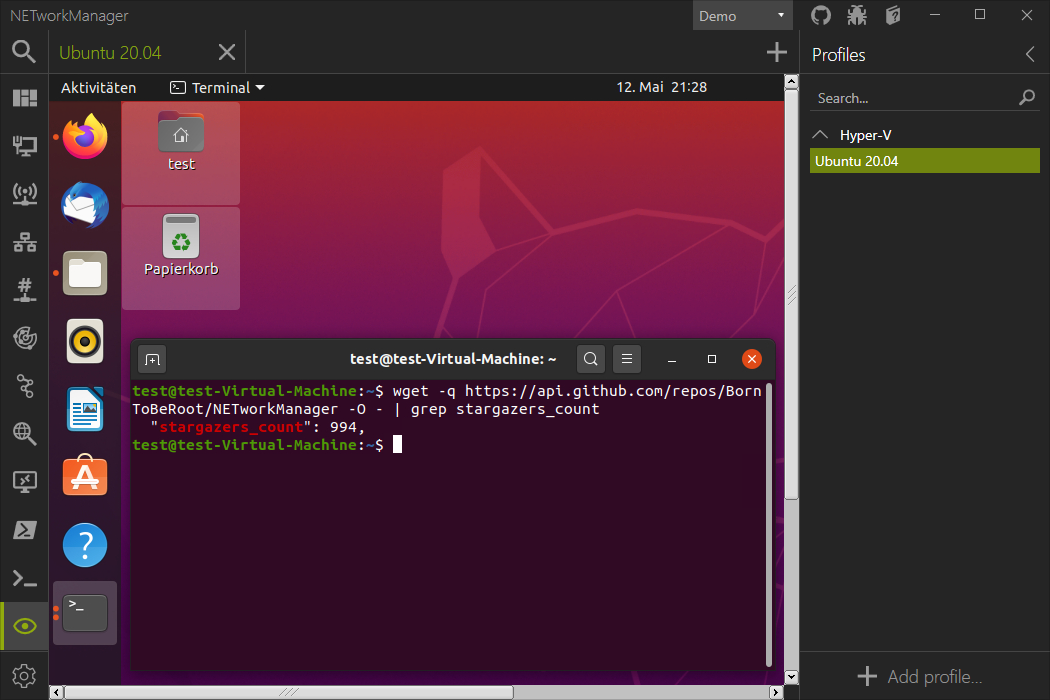 NETworkManager
Demo
Ubuntu 20.04
Profiles
Aktivitäten
Terminal
12. Mai 21:28
Search...
Hyper-V
Ubuntu 20.04
test
Papierkorb
test@test-Virtual-Machine: ~
test@test-Virtual-Machine:~$ wget -q https://api.github.com/repos/Born
ToBeRoot/NETworkManager -O - | grep stargazers_count
"stargazers_count": 994,
test@test-Virtual-Machine:~$
>_
Add profile...